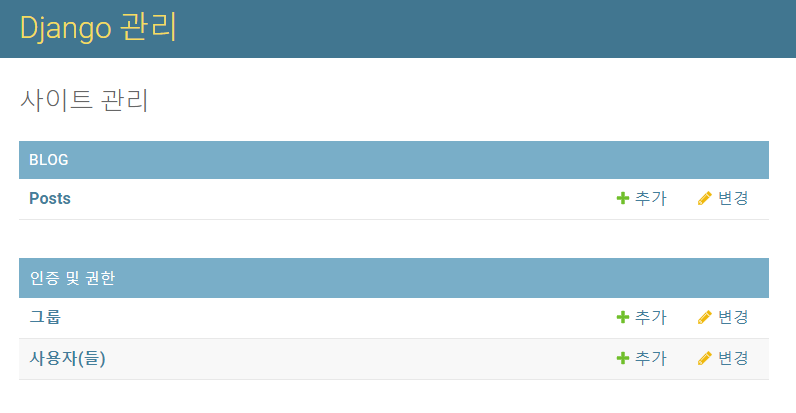 Django 관리
사이트 관리
BLOG
Posts 추가 변경
인증 및 권한
그룹 추가 변경
사용자(들) 추가 변경